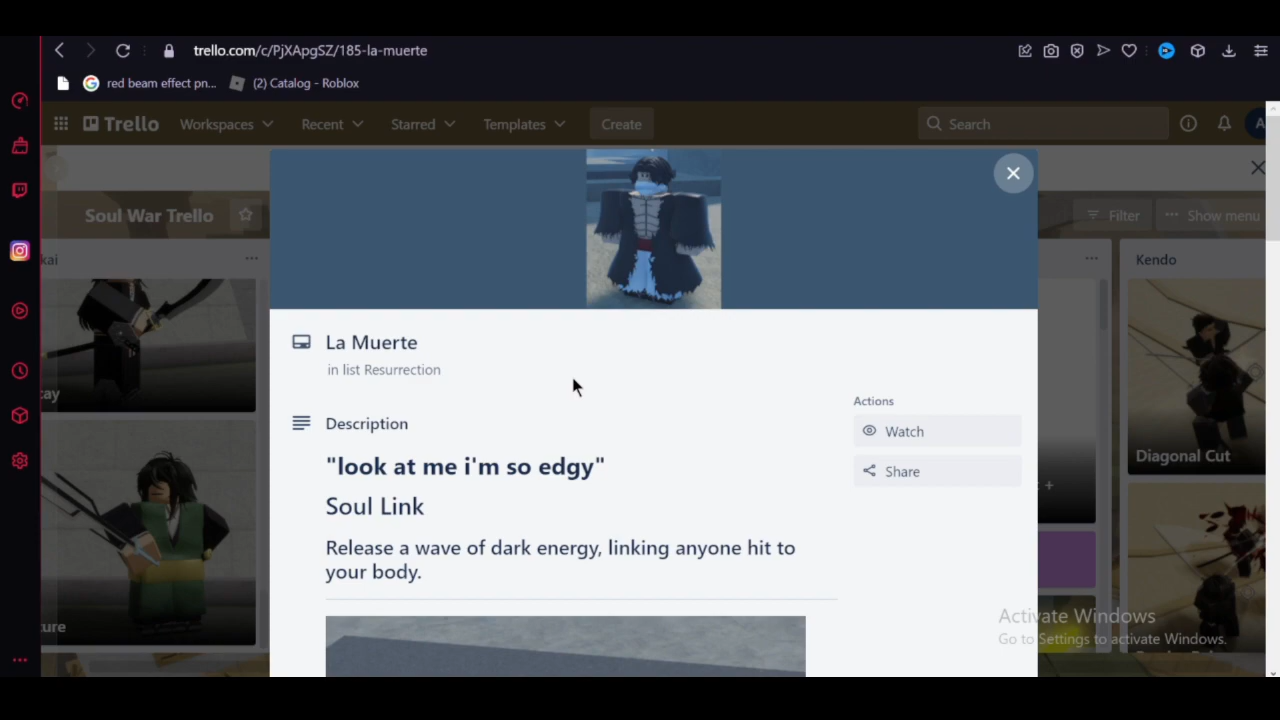 trello.com/c/PjXApgSZ/185-la-muerte
red beam effect pn... (2) Catalog - Roblox
Trello Workspaces Recent Starred Templates Create Search A
Soul War Trello Filter ... Show menu
kai ... ... Kendo
La Muerte
in list Resurrection
cay
Actions
Description
Watch
Diagonal Cut
"look at me i'm so edgy"
Share
+
Soul Link
Release a wave of dark energy, linking anyone hit to
your body.
ure
Activate Windows
Go to Settings to activate Windows.